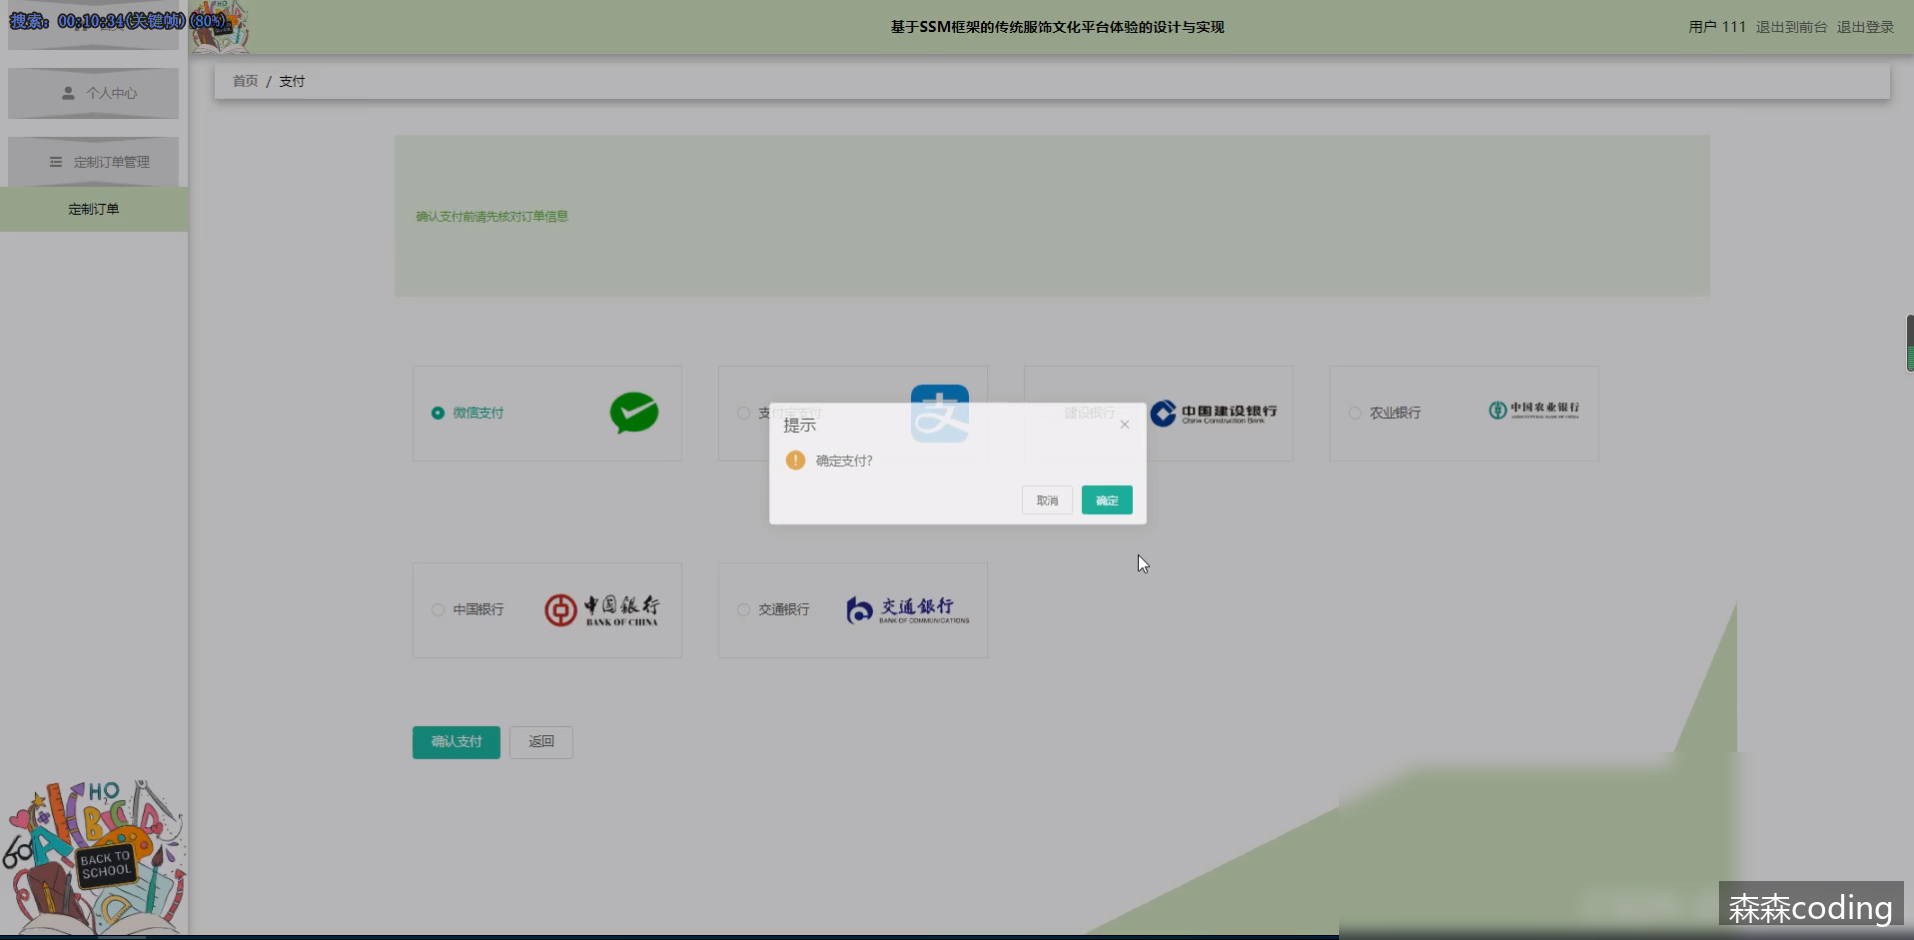 搜索：00:10:34(关键帧)(80%)
基于SSM框架的传统服饰文化平台体验的设计与实现
用户 111 退出到前台 退出登录
首页 / 支付
个人中心
定制订单管理
定制订单
确认支付前请先核对订单信息
微信支付
支付宝支付
支
建设银行
中国建设银行
China Construction Bank
农业银行
中国农业银行
提示
确定支付?
取消
确定
中国银行
中国银行
BANK OF CHINA
交通银行
交通银行
BANK OF COMMUNICATIONS
确认支付
返回
BACK TO
SCHOOL
森森coding